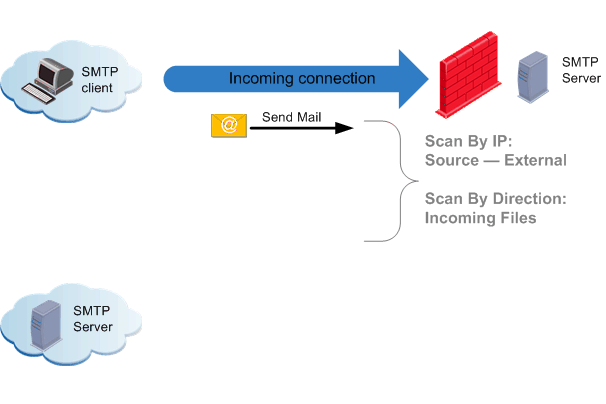 SMTP
client
Incoming connection
SMTP
Server
@
Send Mail
Scan By IP:
Source — External
Scan By Direction:
Incoming Files
SMTP
Server